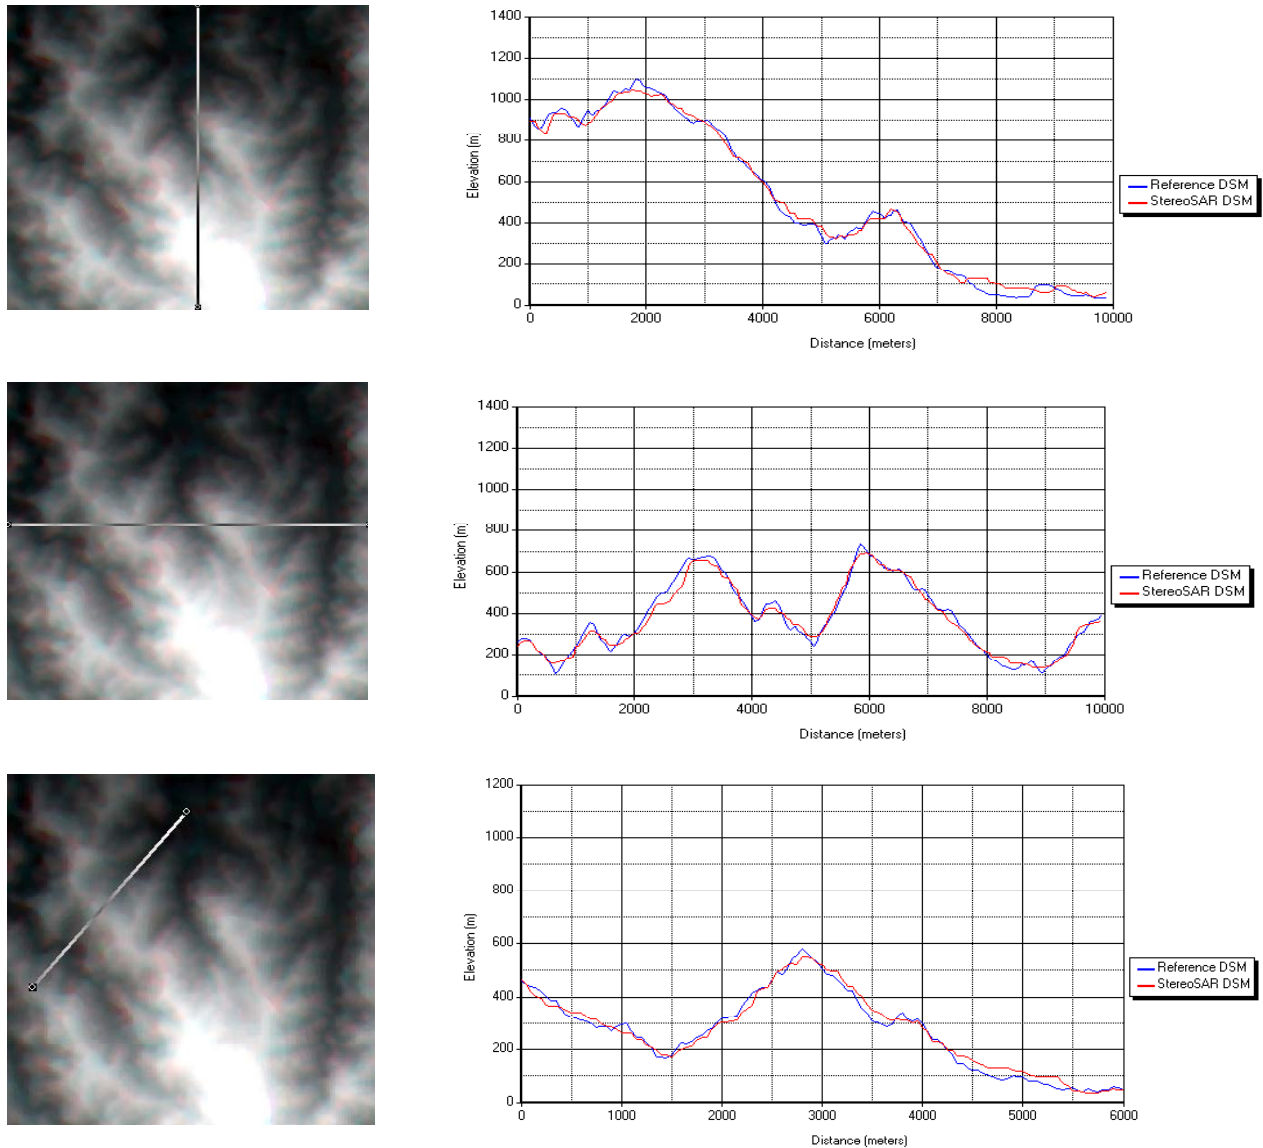 1400
1200
1000
800
600
400
200
0
Elevation (m)
0 2000 4000 6000 8000 10000
Distance (meters)
Reference DSM
StereoSAR DSM
1400
1200
1000
800
600
400
200
0
Elevation (m)
0 2000 4000 6000 8000 10000
Distance (meters)
Reference DSM
StereoSAR DSM
1200
1000
800
600
400
200
0
Elevation (m)
0 1000 2000 3000 4000 5000 6000
Distance (meters)
Reference DSM
StereoSAR DSM